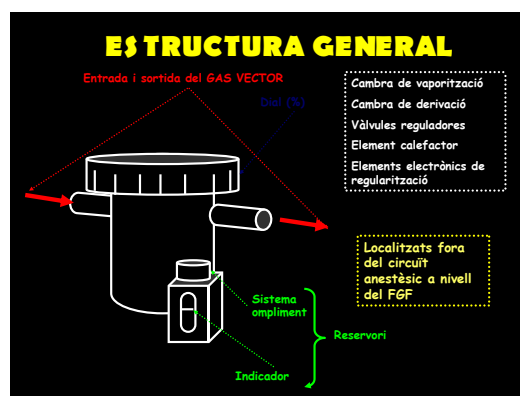 ESTRUCTURA GENERAL
Entrada i sortida del GAS VECTOR
Dial (%)
Cambra de vaporització
Cambra de derivació
Vàlvules reguladores
Element calefactor
Elements electrònics de
regularització
Localitzats fora
del circuït
anestèsic a nivell
del FGF
Sistema
ompliment
Reservori
Indicador